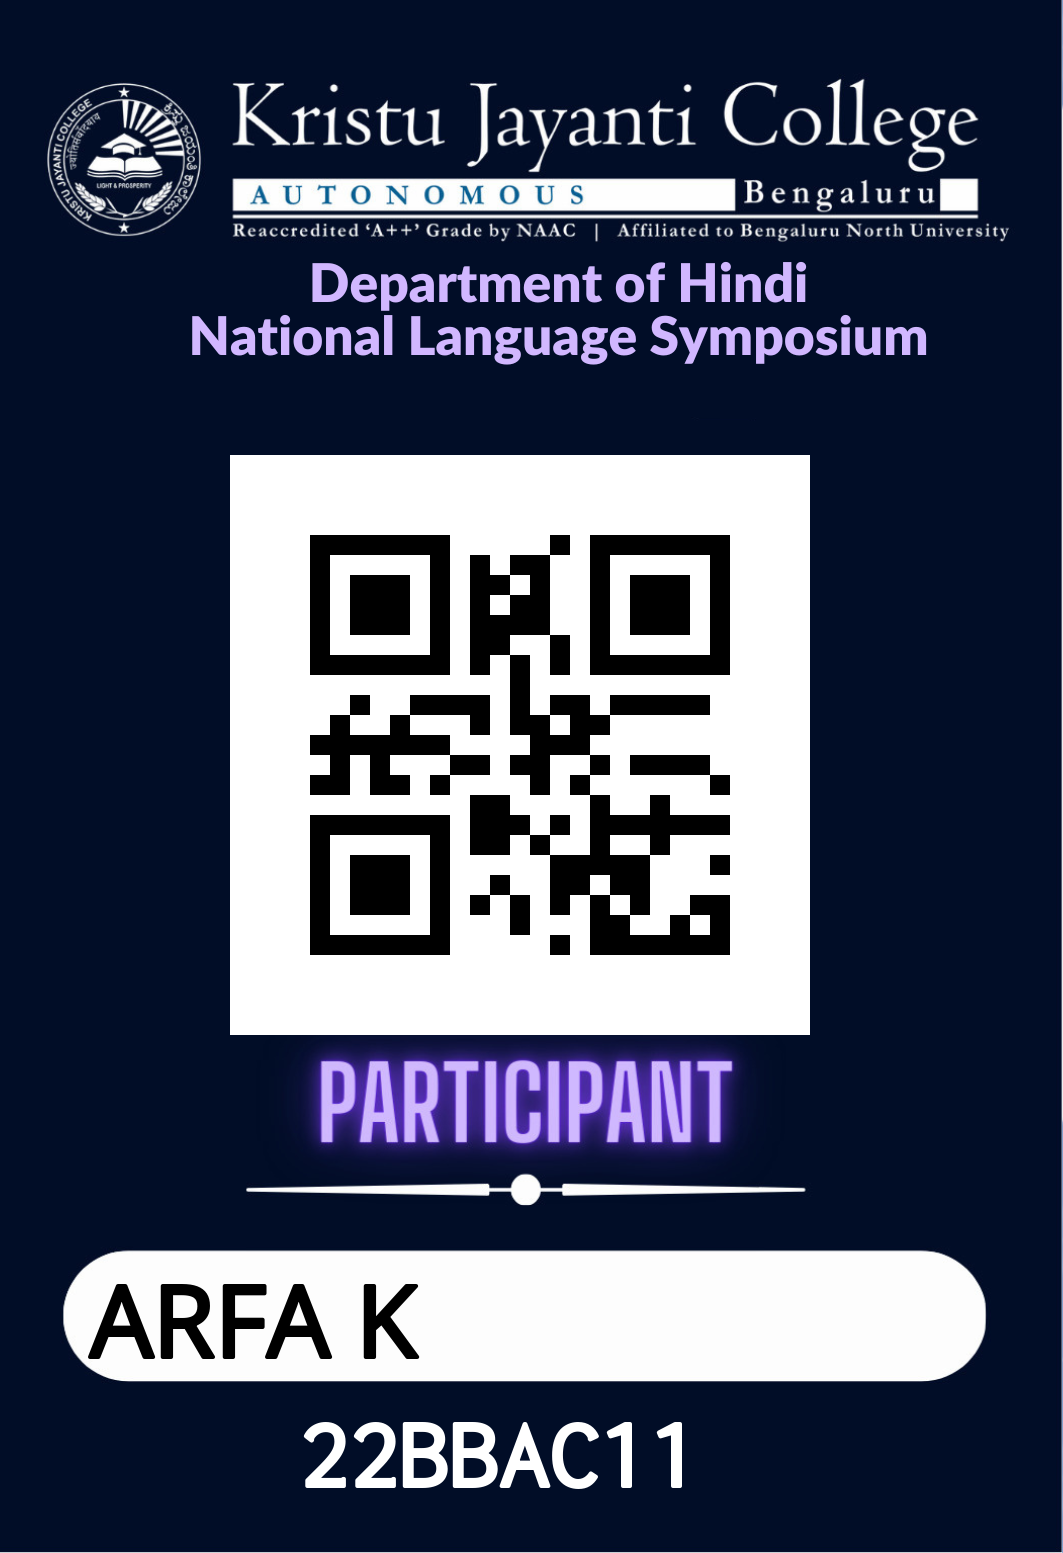 KRISTU JAYANTI COLLEGE
LIGHT & PROSPERITY
Kristu Jayanti College
AUTONOMOUS Bengaluru
Reaccredited ‘A++’ Grade by NAAC | Affiliated to Bengaluru North University
Department of Hindi
National Language Symposium
PARTICIPANT
ARFA K
22BBAC11